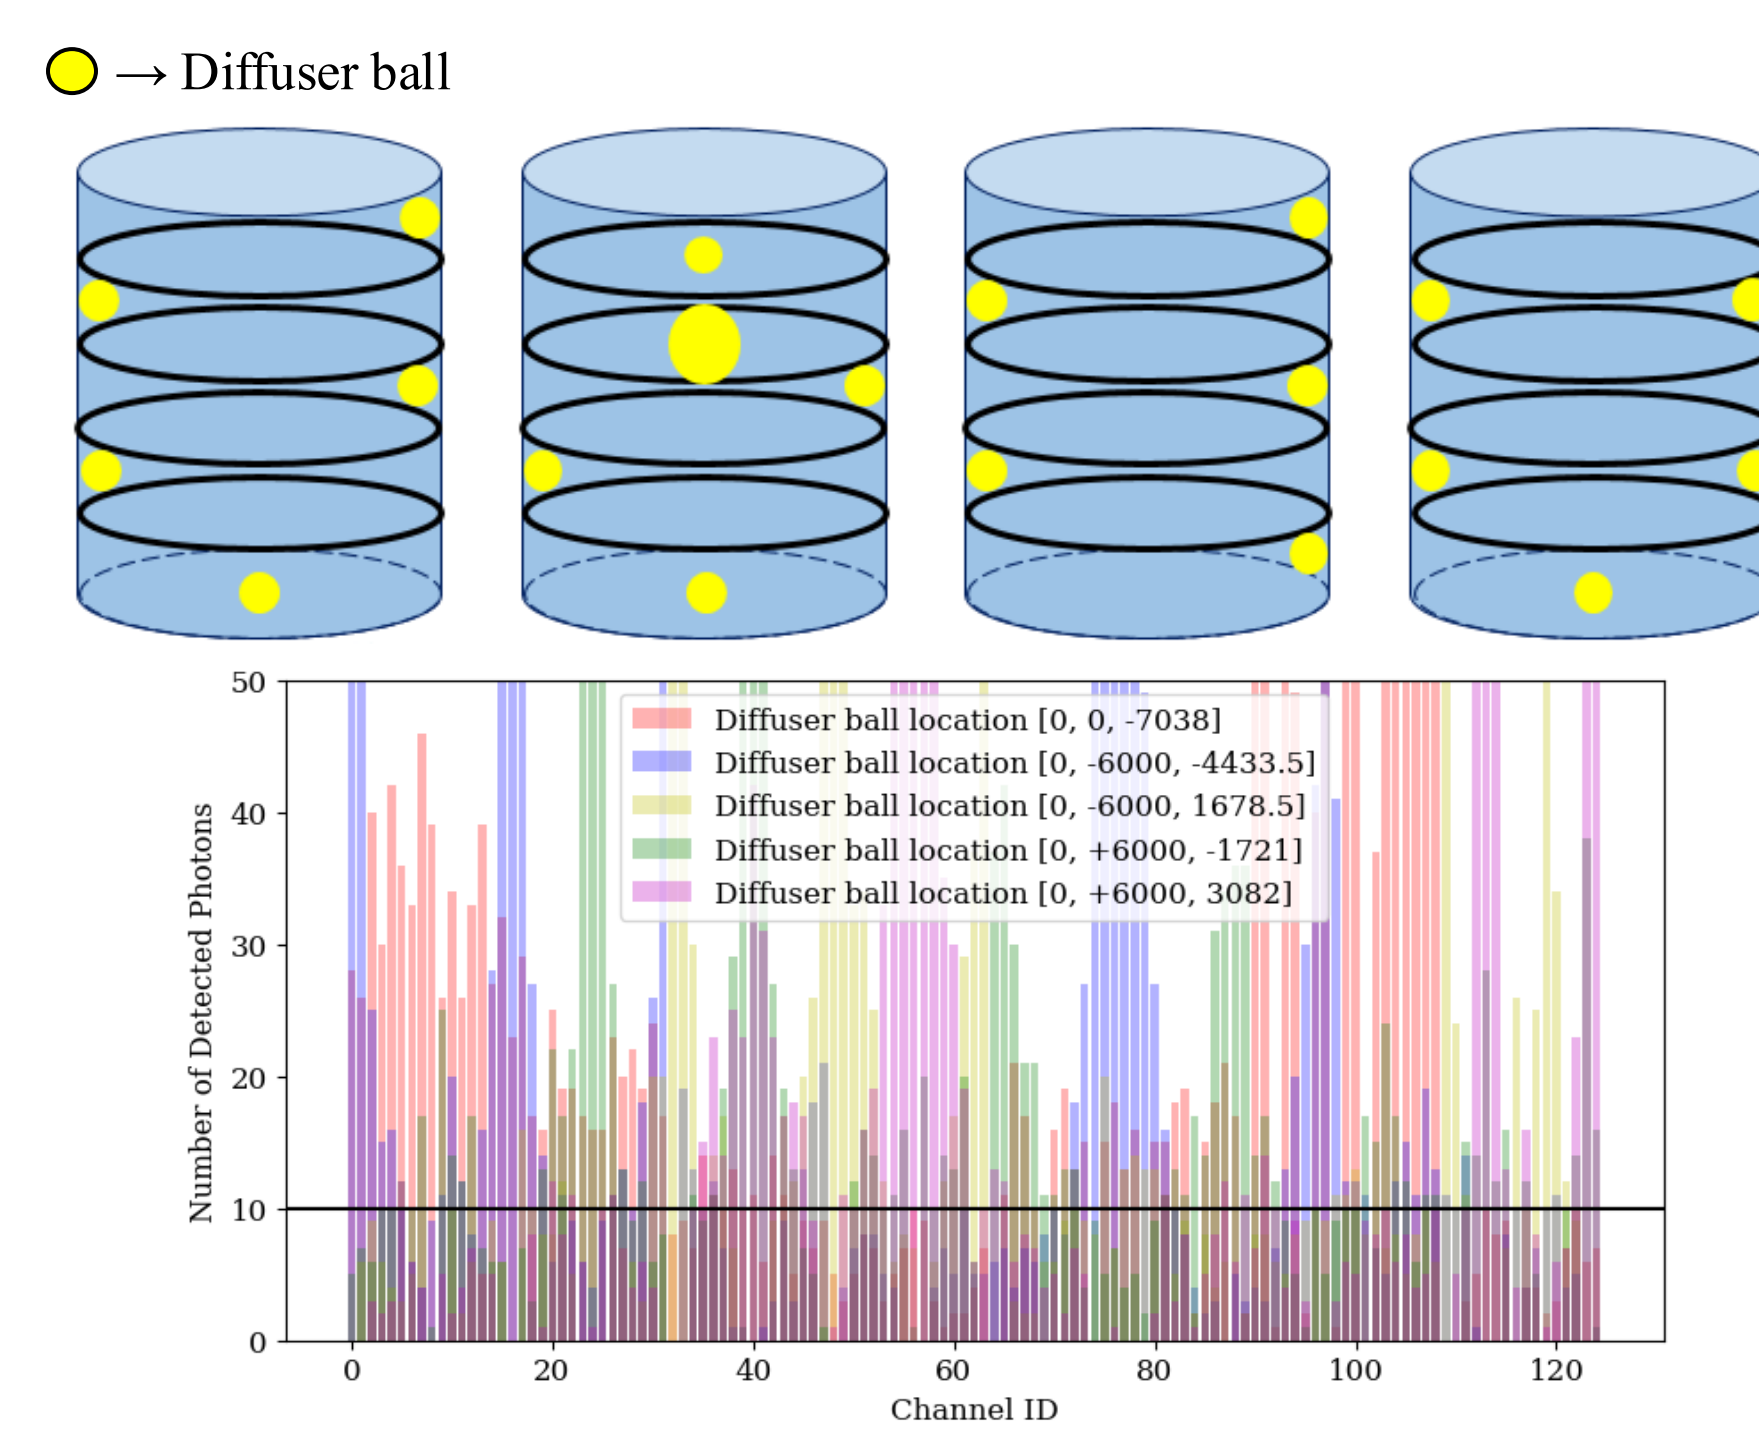 → Diffuser ball
50
40
30
20
10
0
Number of Detected Photons
Diffuser ball location [0, 0, -7038]
Diffuser ball location [0, -6000, -4433.5]
Diffuser ball location [0, -6000, 1678.5]
Diffuser ball location [0, +6000, -1721]
Diffuser ball location [0, +6000, 3082]
0 20 40 60 80 100 120
Channel ID